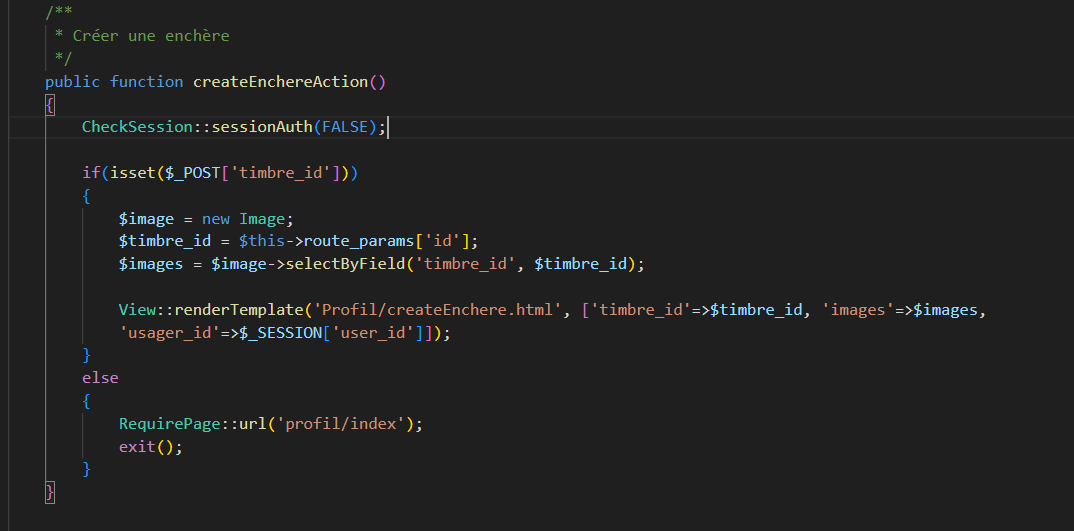 /**
 * Créer une enchère
 */
public function createEnchereAction()
{
    CheckSession::sessionAuth(FALSE);

    if(isset($_POST['timbre_id']))
    {
        $image = new Image;
        $timbre_id = $this->route_params['id'];
        $images = $image->selectByField('timbre_id', $timbre_id);

        View::renderTemplate('Profil/createEnchere.html', ['timbre_id'=>$timbre_id, 'images'=>$images,
        'usager_id'=>$_SESSION['user_id']]);
    }
    else
    {
        RequirePage::url('profil/index');
        exit();
    }
}